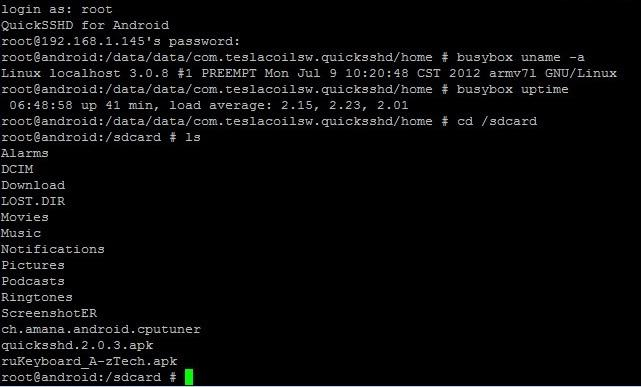 login as: root
QuickSSHD for Android
root@192.168.1.145's password:
root@android:/data/data/com.teslacoilsw.quicksshd/home # busybox uname -a
Linux localhost 3.0.8 #1 PREEMPT Mon Jul 9 10:20:48 CST 2012 armv7l GNU/Linux
root@android:/data/data/com.teslacoilsw.quicksshd/home # busybox uptime
 06:48:58 up 41 min, load average: 2.15, 2.23, 2.01
root@android:/data/data/com.teslacoilsw.quicksshd/home # cd /sdcard
root@android:/sdcard # ls
Alarms
DCIM
Download
LOST.DIR
Movies
Music
Notifications
Pictures
Podcasts
Ringtones
ScreenshotER
ch.amana.android.cputuner
quicksshd.2.0.3.apk
ruKeyboard_A-zTech.apk
root@android:/sdcard #